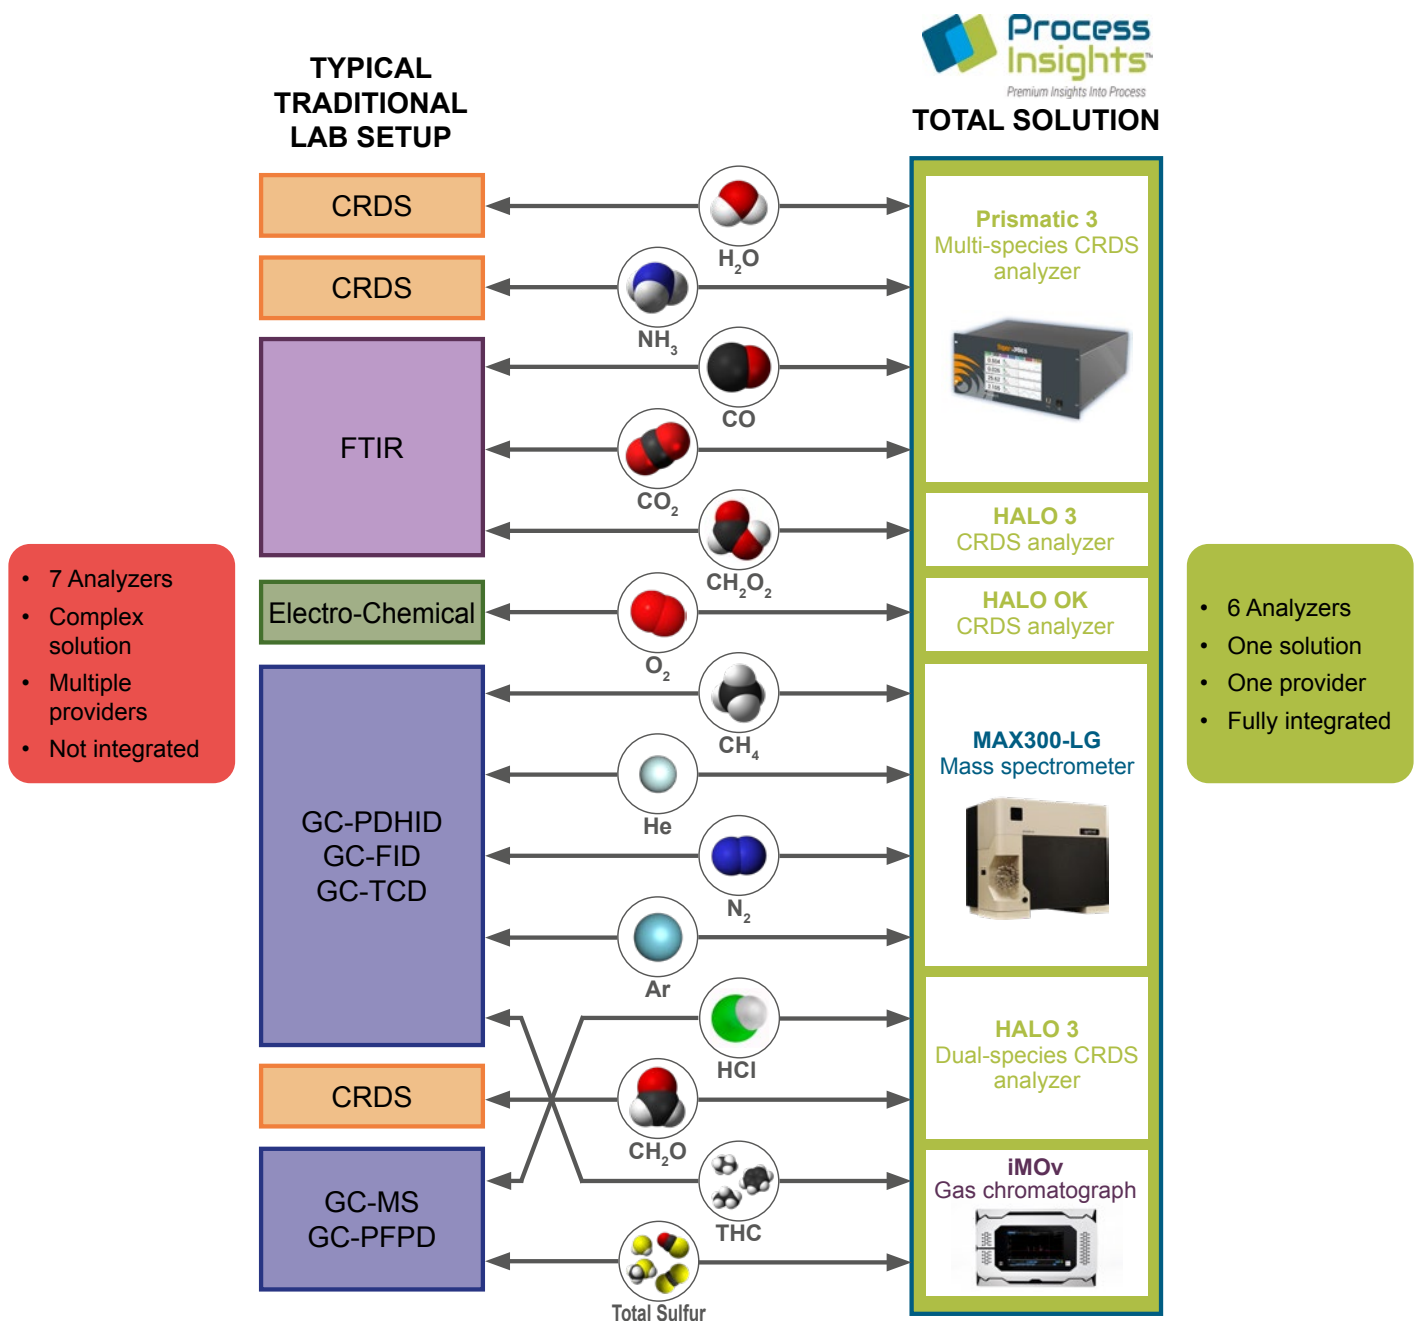 Process
Insights™
Premium Insights Into Process
TYPICAL
TRADITIONAL
LAB SETUP
TOTAL SOLUTION
CRDS
CRDS
FTIR
Electro-Chemical
GC-PDHID
GC-FID
GC-TCD
CRDS
GC-MS
GC-PFPD
H₂O
NH₃
CO
CO₂
CH₂O₂
O₂
CH₄
He
N₂
Ar
HCl
CH₂O
THC
Total Sulfur
Prismatic 3
Multi-species CRDS
analyzer
HALO 3
CRDS analyzer
HALO OK
CRDS analyzer
MAX300-LG
Mass spectrometer
HALO 3
Dual-species CRDS
analyzer
iMOv
Gas chromatograph
• 7 Analyzers
• Complex
solution
• Multiple
providers
• Not integrated
• 6 Analyzers
• One solution
• One provider
• Fully integrated